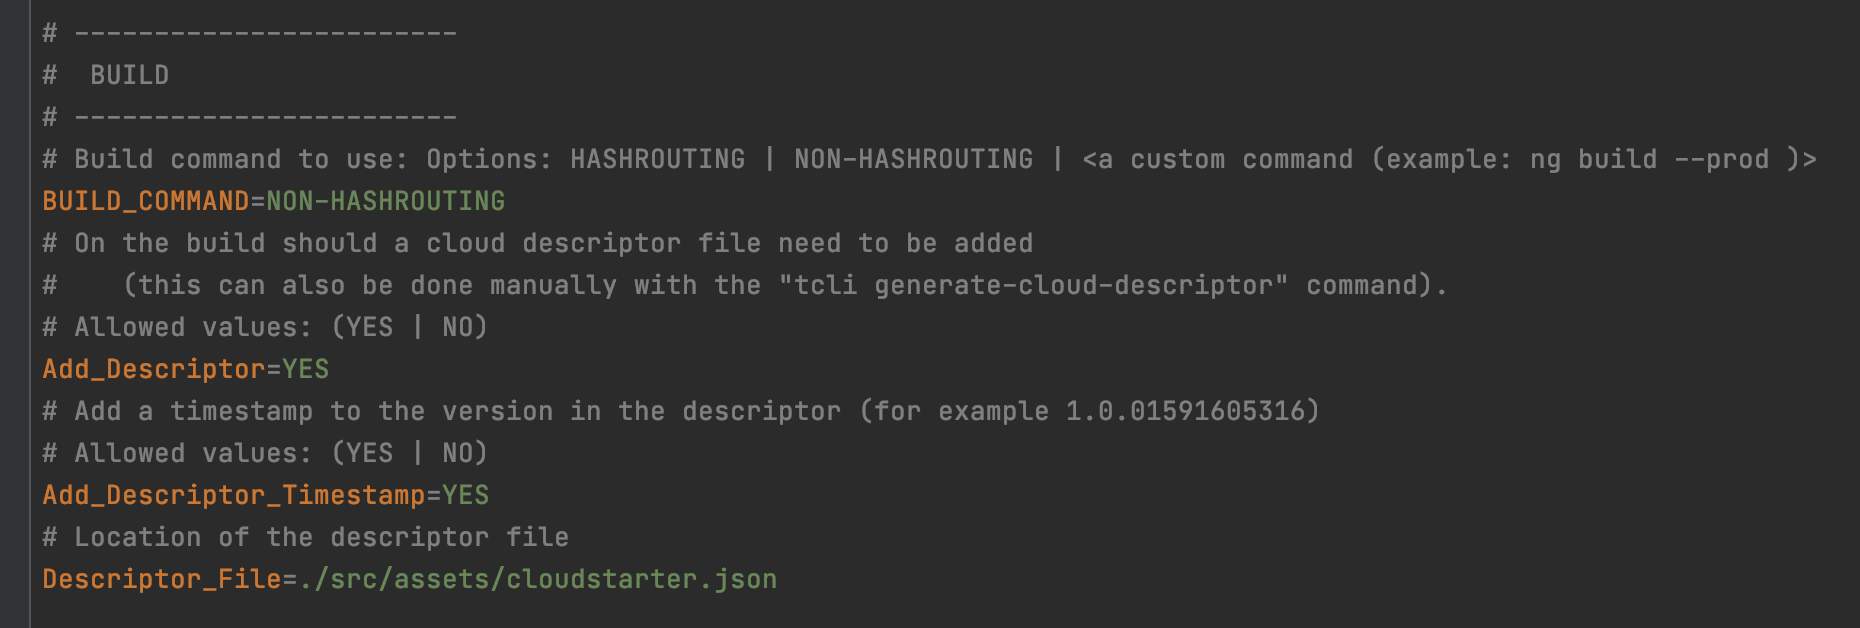 # ------------------------
#  BUILD
# ------------------------
# Build command to use: Options: HASHROUTING | NON-HASHROUTING | <a custom command (example: ng build --prod )>
BUILD_COMMAND=NON-HASHROUTING
# On the build should a cloud descriptor file need to be added
#    (this can also be done manually with the "tcli generate-cloud-descriptor" command).
# Allowed values: (YES | NO)
Add_Descriptor=YES
# Add a timestamp to the version in the descriptor (for example 1.0.01591605316)
# Allowed values: (YES | NO)
Add_Descriptor_Timestamp=YES
# Location of the descriptor file
Descriptor_File=./src/assets/cloudstarter.json